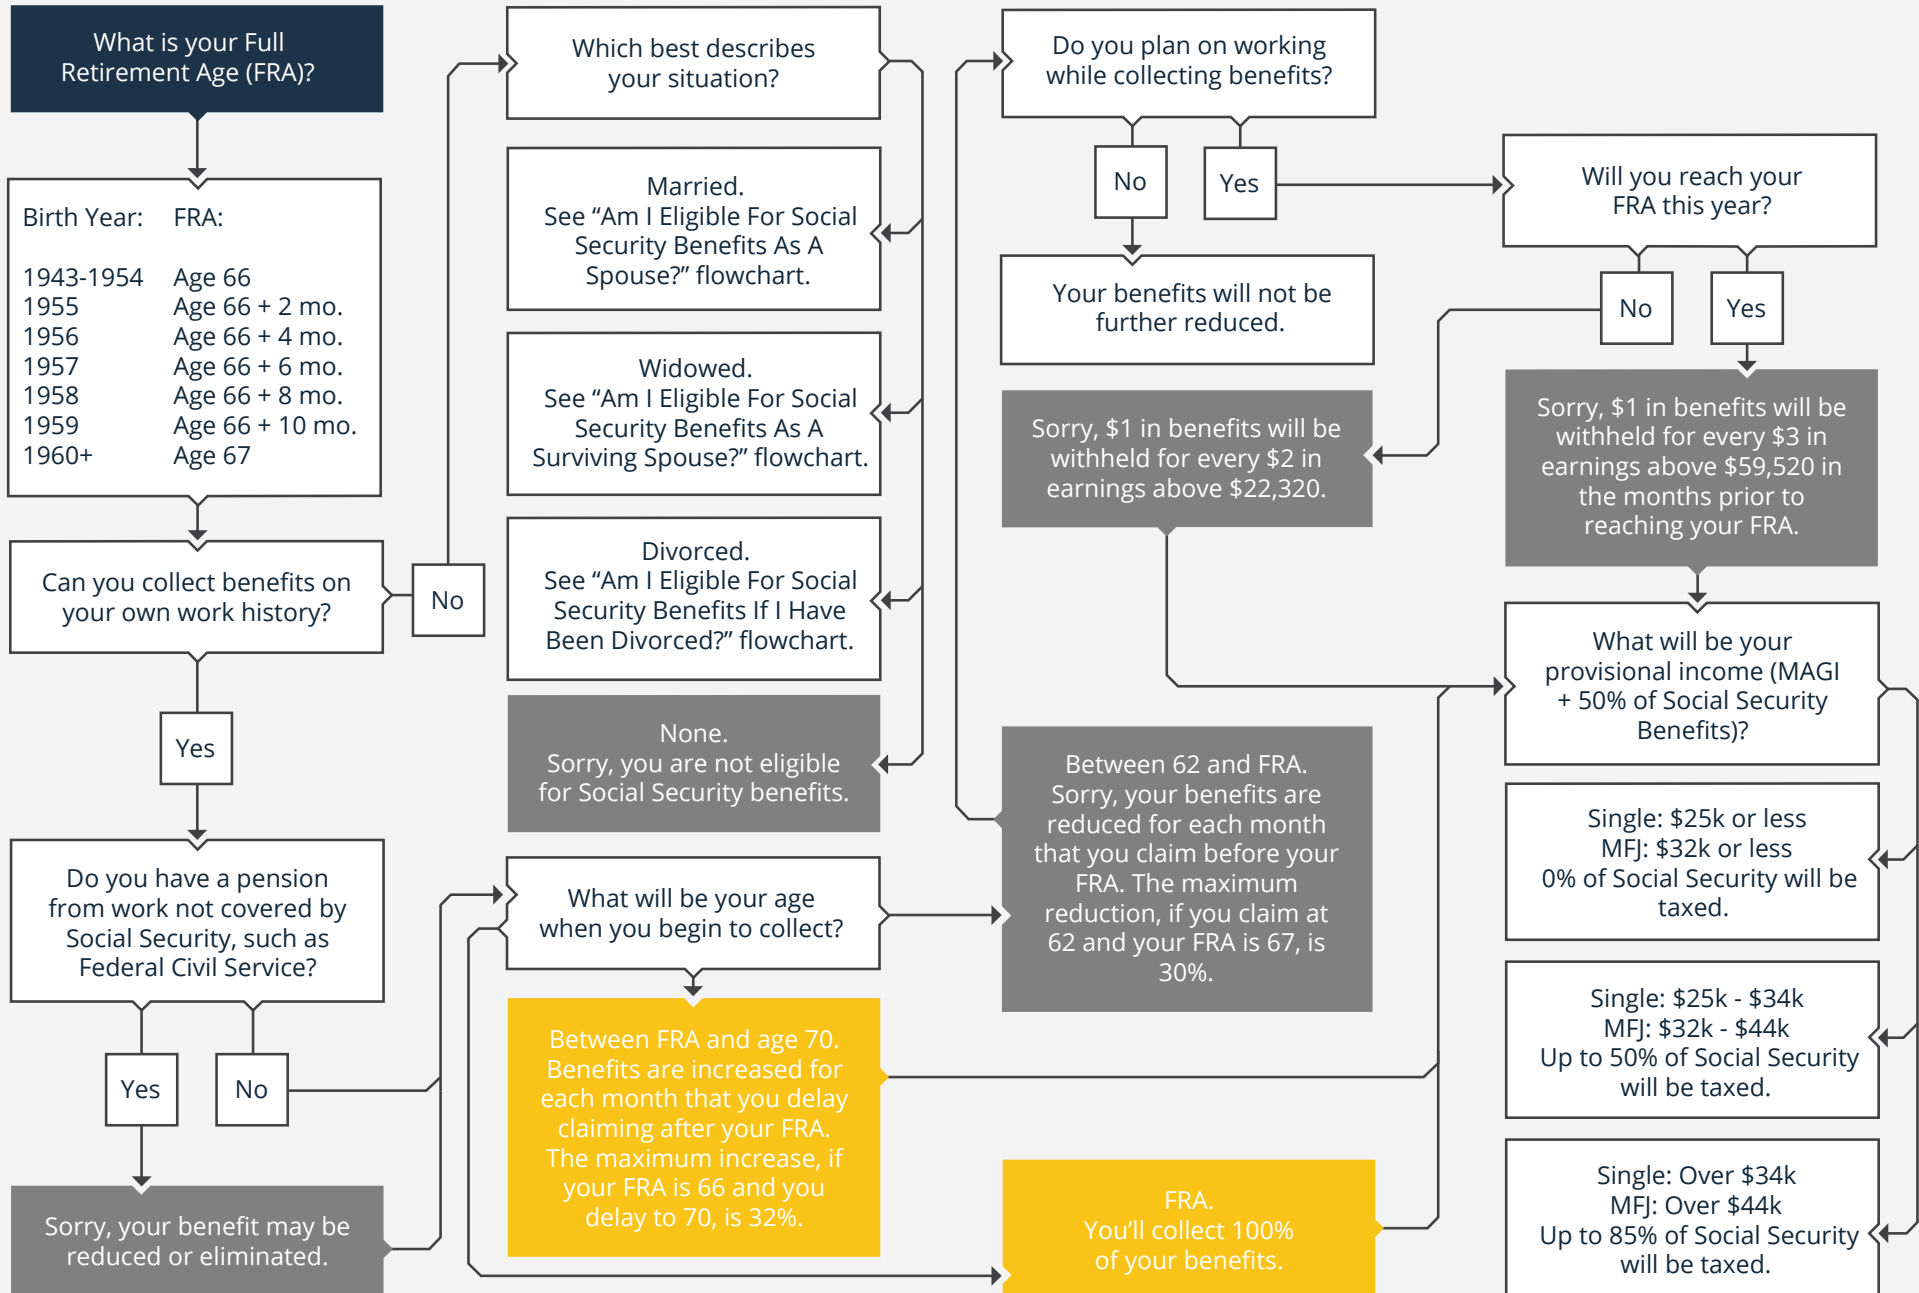 What is your Full
Retirement Age (FRA)?
Birth Year: FRA:
1943-1954 Age 66
1955 Age 66 + 2 mo.
1956 Age 66 + 4 mo.
1957 Age 66 + 6 mo.
1958 Age 66 + 8 mo.
1959 Age 66 + 10 mo.
1960+ Age 67
Can you collect benefits on
your own work history?
No
Yes
Do you have a pension
from work not covered by
Social Security, such as
Federal Civil Service?
Yes
No
Sorry, your benefit may be
reduced or eliminated.
Which best describes
your situation?
Married.
See “Am I Eligible For Social
Security Benefits As A
Spouse?” flowchart.
Widowed.
See “Am I Eligible For Social
Security Benefits As A
Surviving Spouse?” flowchart.
Divorced.
See “Am I Eligible For Social
Security Benefits If I Have
Been Divorced?” flowchart.
None.
Sorry, you are not eligible
for Social Security benefits.
What will be your age
when you begin to collect?
Between FRA and age 70.
Benefits are increased for
each month that you delay
claiming after your FRA.
The maximum increase, if
your FRA is 66 and you
delay to 70, is 32%.
Do you plan on working
while collecting benefits?
No
Yes
Your benefits will not be
further reduced.
Sorry, $1 in benefits will be
withheld for every $2 in
earnings above $22,320.
Between 62 and FRA.
Sorry, your benefits are
reduced for each month
that you claim before your
FRA. The maximum
reduction, if you claim at
62 and your FRA is 67, is
30%.
FRA.
You’ll collect 100%
of your benefits.
Will you reach your
FRA this year?
No
Yes
Sorry, $1 in benefits will be
withheld for every $3 in
earnings above $59,520 in
the months prior to
reaching your FRA.
What will be your
provisional income (MAGI
+ 50% of Social Security
Benefits)?
Single: $25k or less
MFJ: $32k or less
0% of Social Security will be
taxed.
Single: $25k - $34k
MFJ: $32k - $44k
Up to 50% of Social Security
will be taxed.
Single: Over $34k
MFJ: Over $44k
Up to 85% of Social Security
will be taxed.